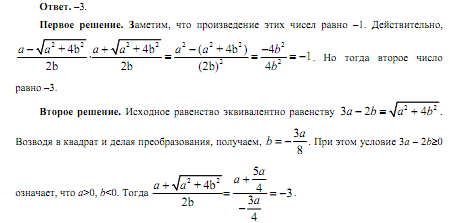 Ответ. –3.
Первое решение. Заметим, что произведение этих чисел равно –1. Действительно,
\frac{a-\sqrt{a^2+4b^2}}{2b} \cdot \frac{a+\sqrt{a^2+4b^2}}{2b} = \frac{a^2-(a^2+4b^2)}{(2b)^2} = \frac{-4b^2}{4b^2} = -1. Но тогда второе число
равно –3.
Второе решение. Исходное равенство эквивалентно равенству 3a-2b=\sqrt{a^2+4b^2}.
Возводя в квадрат и делая преобразования, получаем, b=-\frac{3a}{8}. При этом условие 3a – 2b≥0
означает, что a>0, b<0. Тогда \frac{a+\sqrt{a^2+4b^2}}{2b} = \frac{a+\frac{5a}{4}}{-\frac{3a}{4}} = -3.